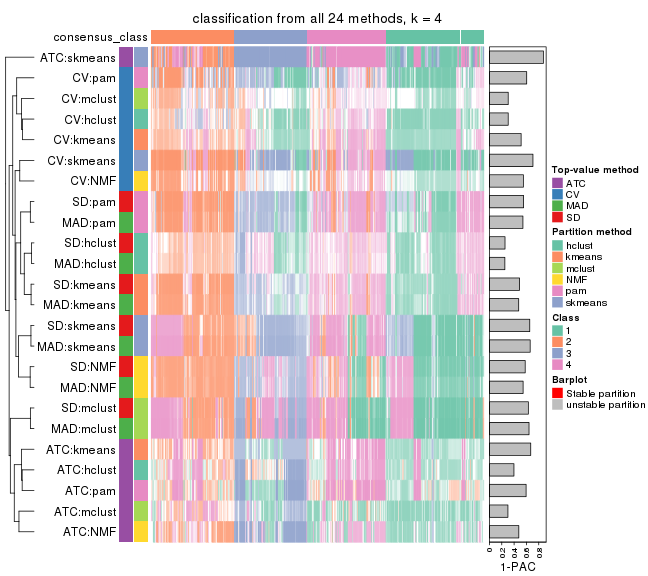 classification from all 24 methods, k = 4
consensus_class
ATC:skmeans
CV:pam
CV:mclust
CV:hclust
CV:kmeans
CV:skmeans
CV:NMF
SD:pam
MAD:pam
SD:hclust
MAD:hclust
SD:kmeans
MAD:kmeans
SD:skmeans
MAD:skmeans
SD:NMF
MAD:NMF
SD:mclust
MAD:mclust
ATC:kmeans
ATC:hclust
ATC:pam
ATC:mclust
ATC:NMF
0 0.2 0.4 0.6 0.8
1-PAC
Top-value method
ATC
CV
MAD
SD
Partition method
hclust
kmeans
mclust
NMF
pam
skmeans
Class
1
2
3
4
Barplot
Stable partition
unstable partition